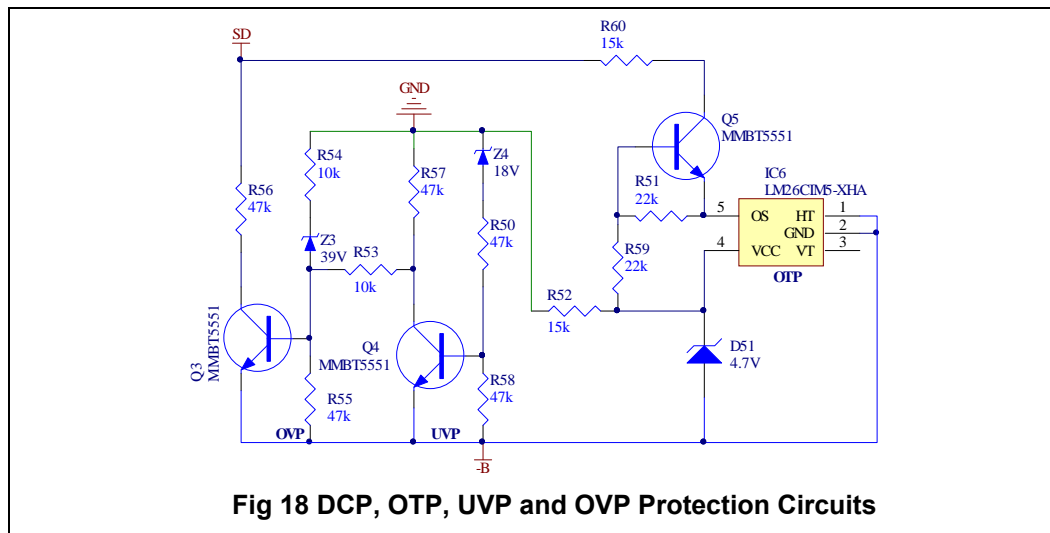 SD
R60
15k
GND
Q5
MMBT5551
R54
10k
R57
47k
Z4
18V
IC6
LM26CIM5-XHA
R56
47k
R51
22k
5
OS
HT
1
GND
2
4
VCC
VT
3
OTP
R50
47k
Z3
39V
R53
10k
R59
22k
R52
15k
Q3
MMBT5551
Q4
MMBT5551
D51
4.7V
R55
47k
R58
47k
OVP
UVP
-B
Fig 18 DCP, OTP, UVP and OVP Protection Circuits